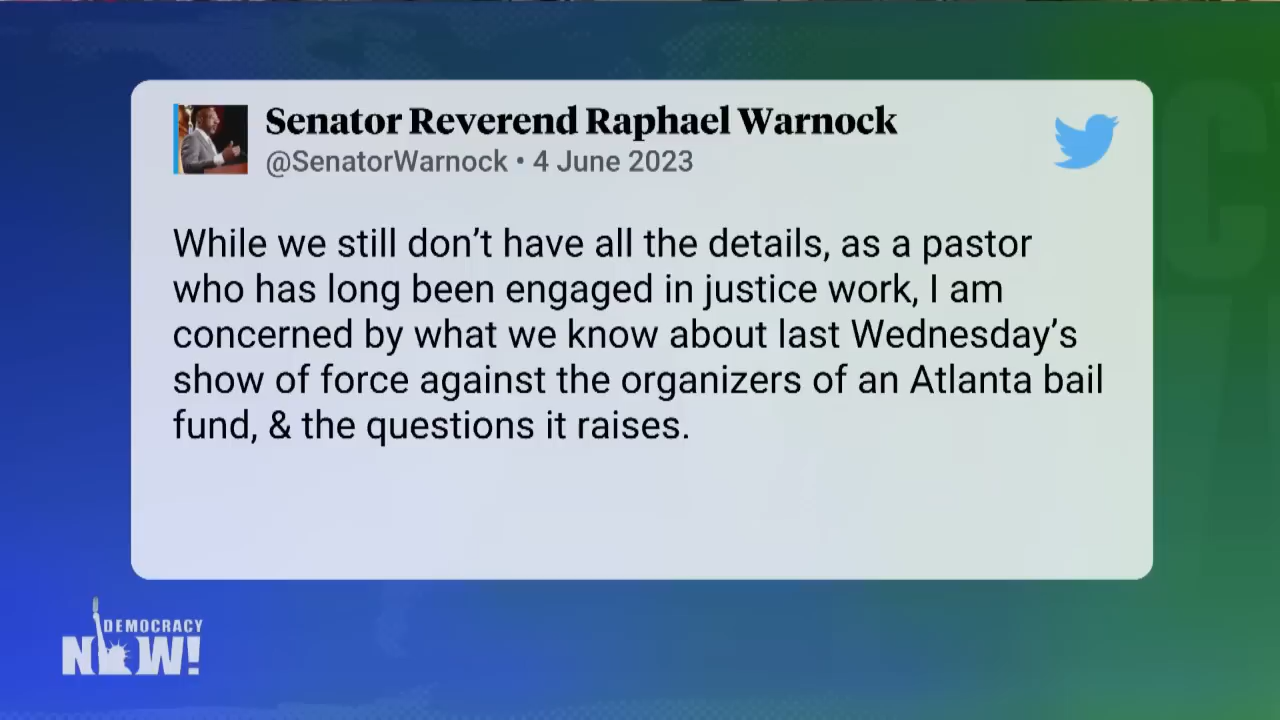 Senator Reverend Raphael Warnock
@SenatorWarnock • 4 June 2023
While we still don’t have all the details, as a pastor
who has long been engaged in justice work, I am
concerned by what we know about last Wednesday’s
show of force against the organizers of an Atlanta bail
fund, & the questions it raises.
DEMOCRACY
NOW!